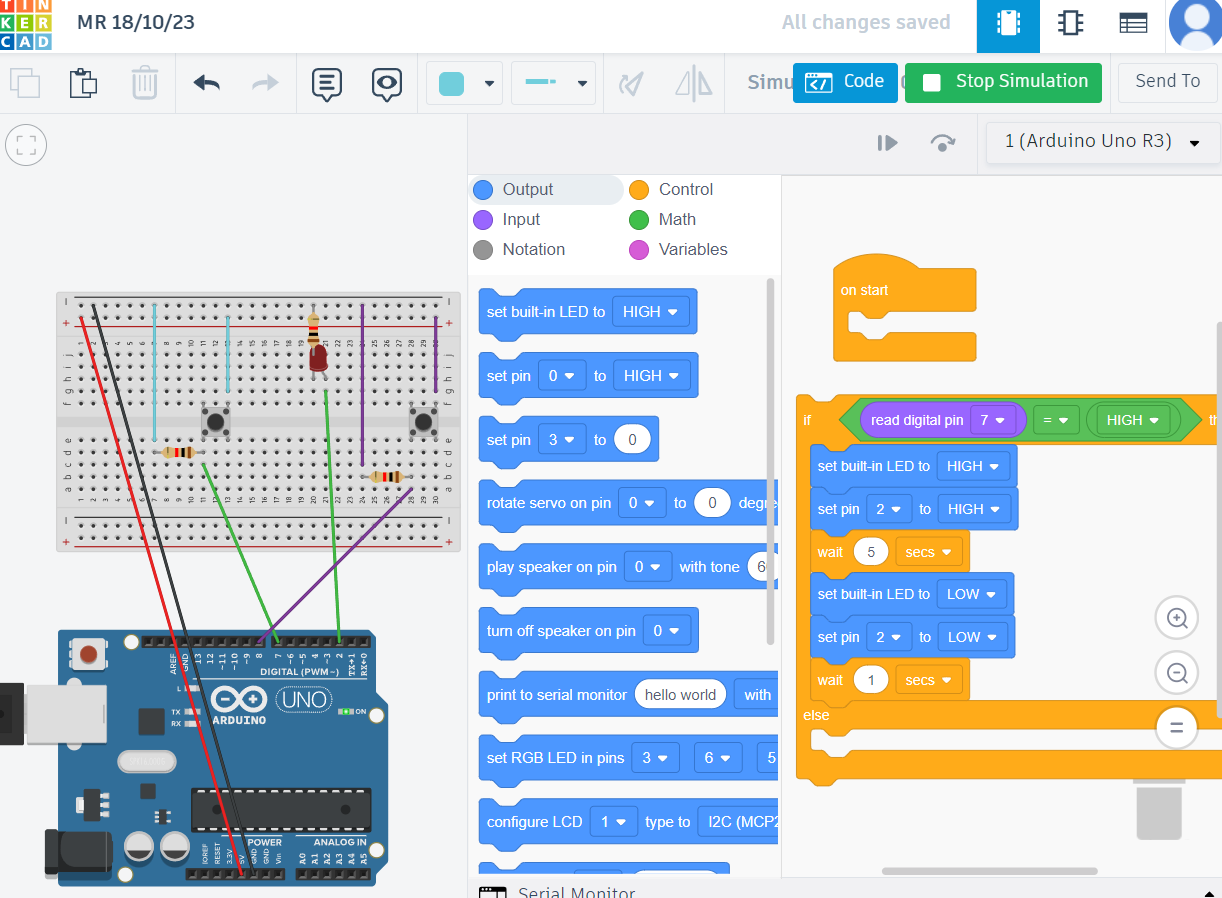 TIN
KER
CAD
MR 18/10/23
All changes saved
Simu
Code
Stop Simulation
Send To
1 (Arduino Uno R3)
Output
Control
Input
Math
Notation
Variables
set built-in LED to HIGH
set pin 0 to HIGH
set pin 3 to 0
rotate servo on pin 0 to 0 degre
play speaker on pin 0 with tone 6
turn off speaker on pin 0
print to serial monitor hello world with
set RGB LED in pins 3 6 5
configure LCD 1 type to I2C (MCP2
Serial Monitor
on start
if read digital pin 7 = HIGH th
set built-in LED to HIGH
set pin 2 to HIGH
wait 5 secs
set built-in LED to LOW
set pin 2 to LOW
wait 1 secs
else
j
i
h
g
f
e
d
c
b
a
AREF
GND
13
12
~11
~10
~9
8
7
~6
~5
4
~3
2
TX→1
RX←0
DIGITAL (PWM~)
L
TX
RX
UNO
ARDUINO
ON
IOREF
RESET
3.3V
5V
GND
GND
Vin
POWER
ANALOG IN
A0
A1
A2
A3
A4
A5